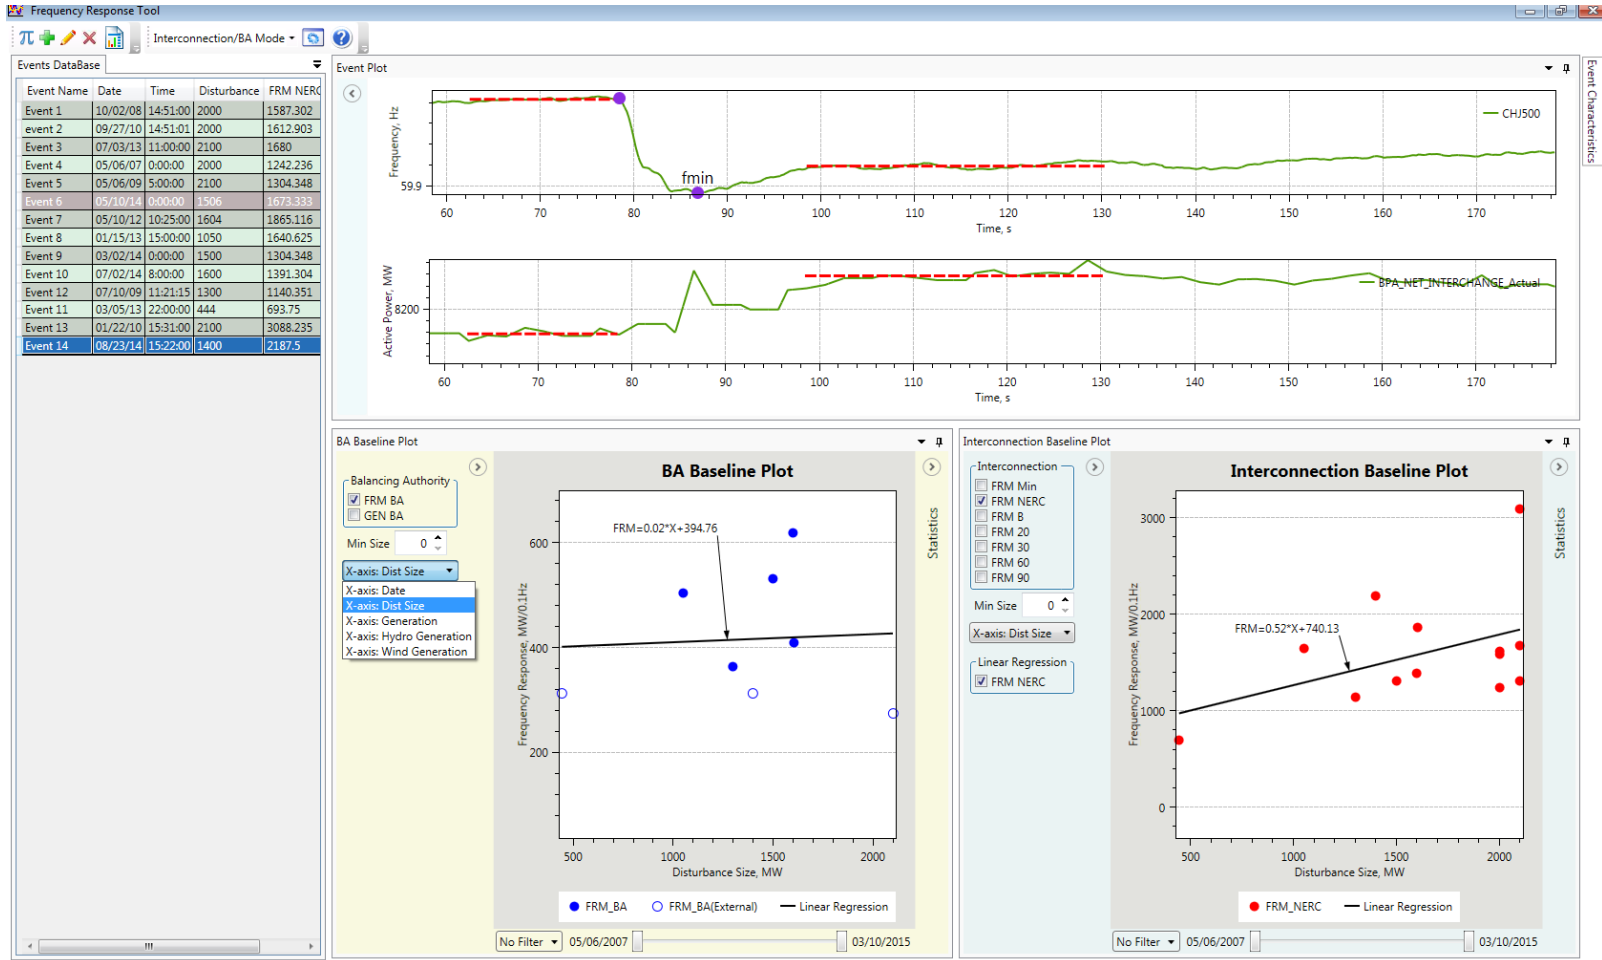 Frequency Response Tool
π Interconnection/BA Mode
Events DataBase
Event Name Date Time Disturbance FRM NERC
Event 1 10/02/08 14:51:00 2000 1587.302
event 2 09/27/10 14:51:01 2000 1612.903
Event 3 07/03/13 11:00:00 2100 1680
Event 4 05/06/07 0:00:00 2000 1242.236
Event 5 05/06/09 5:00:00 2100 1304.348
Event 6 05/10/14 0:00:00 1506 1673.333
Event 7 05/10/12 10:25:00 1604 1865.116
Event 8 01/15/13 15:00:00 1050 1640.625
Event 9 03/02/14 0:00:00 1500 1304.348
Event 10 07/02/14 8:00:00 1600 1391.304
Event 12 07/10/09 11:21:15 1300 1140.351
Event 11 03/05/13 22:00:00 444 693.75
Event 13 01/22/10 15:31:00 2100 3088.235
Event 14 08/23/14 15:22:00 1400 2187.5
Event Plot
Event Characteristics
Frequency, Hz
59.9
fmin
CHJ500
60 70 80 90 100 110 120 130 140 150 160 170
Time, s
Active Power, MW
8200
BPA_NET_INTERCHANGE_Actual
60 70 80 90 100 110 120 130 140 150 160 170
Time, s
BA Baseline Plot
Balancing Authority
FRM BA
GEN BA
Min Size 0
X-axis: Dist Size
X-axis: Date
X-axis: Dist Size
X-axis: Generation
X-axis: Hydro Generation
X-axis: Wind Generation
BA Baseline Plot
Statistics
FRM=0.02*X+394.76
Frequency Response, MW/0.1Hz
600
400
200
500 1000 1500 2000
Disturbance Size, MW
FRM_BA FRM_BA(External) Linear Regression
No Filter 05/06/2007 03/10/2015
Interconnection Baseline Plot
Interconnection
FRM Min
FRM NERC
FRM B
FRM 20
FRM 30
FRM 60
FRM 90
Min Size 0
X-axis: Dist Size
Linear Regression
FRM NERC
Interconnection Baseline Plot
Statistics
FRM=0.52*X+740.13
Frequency Response, MW/0.1Hz
3000
2000
1000
0
500 1000 1500 2000
Disturbance Size, MW
FRM_NERC Linear Regression
No Filter 05/06/2007 03/10/2015